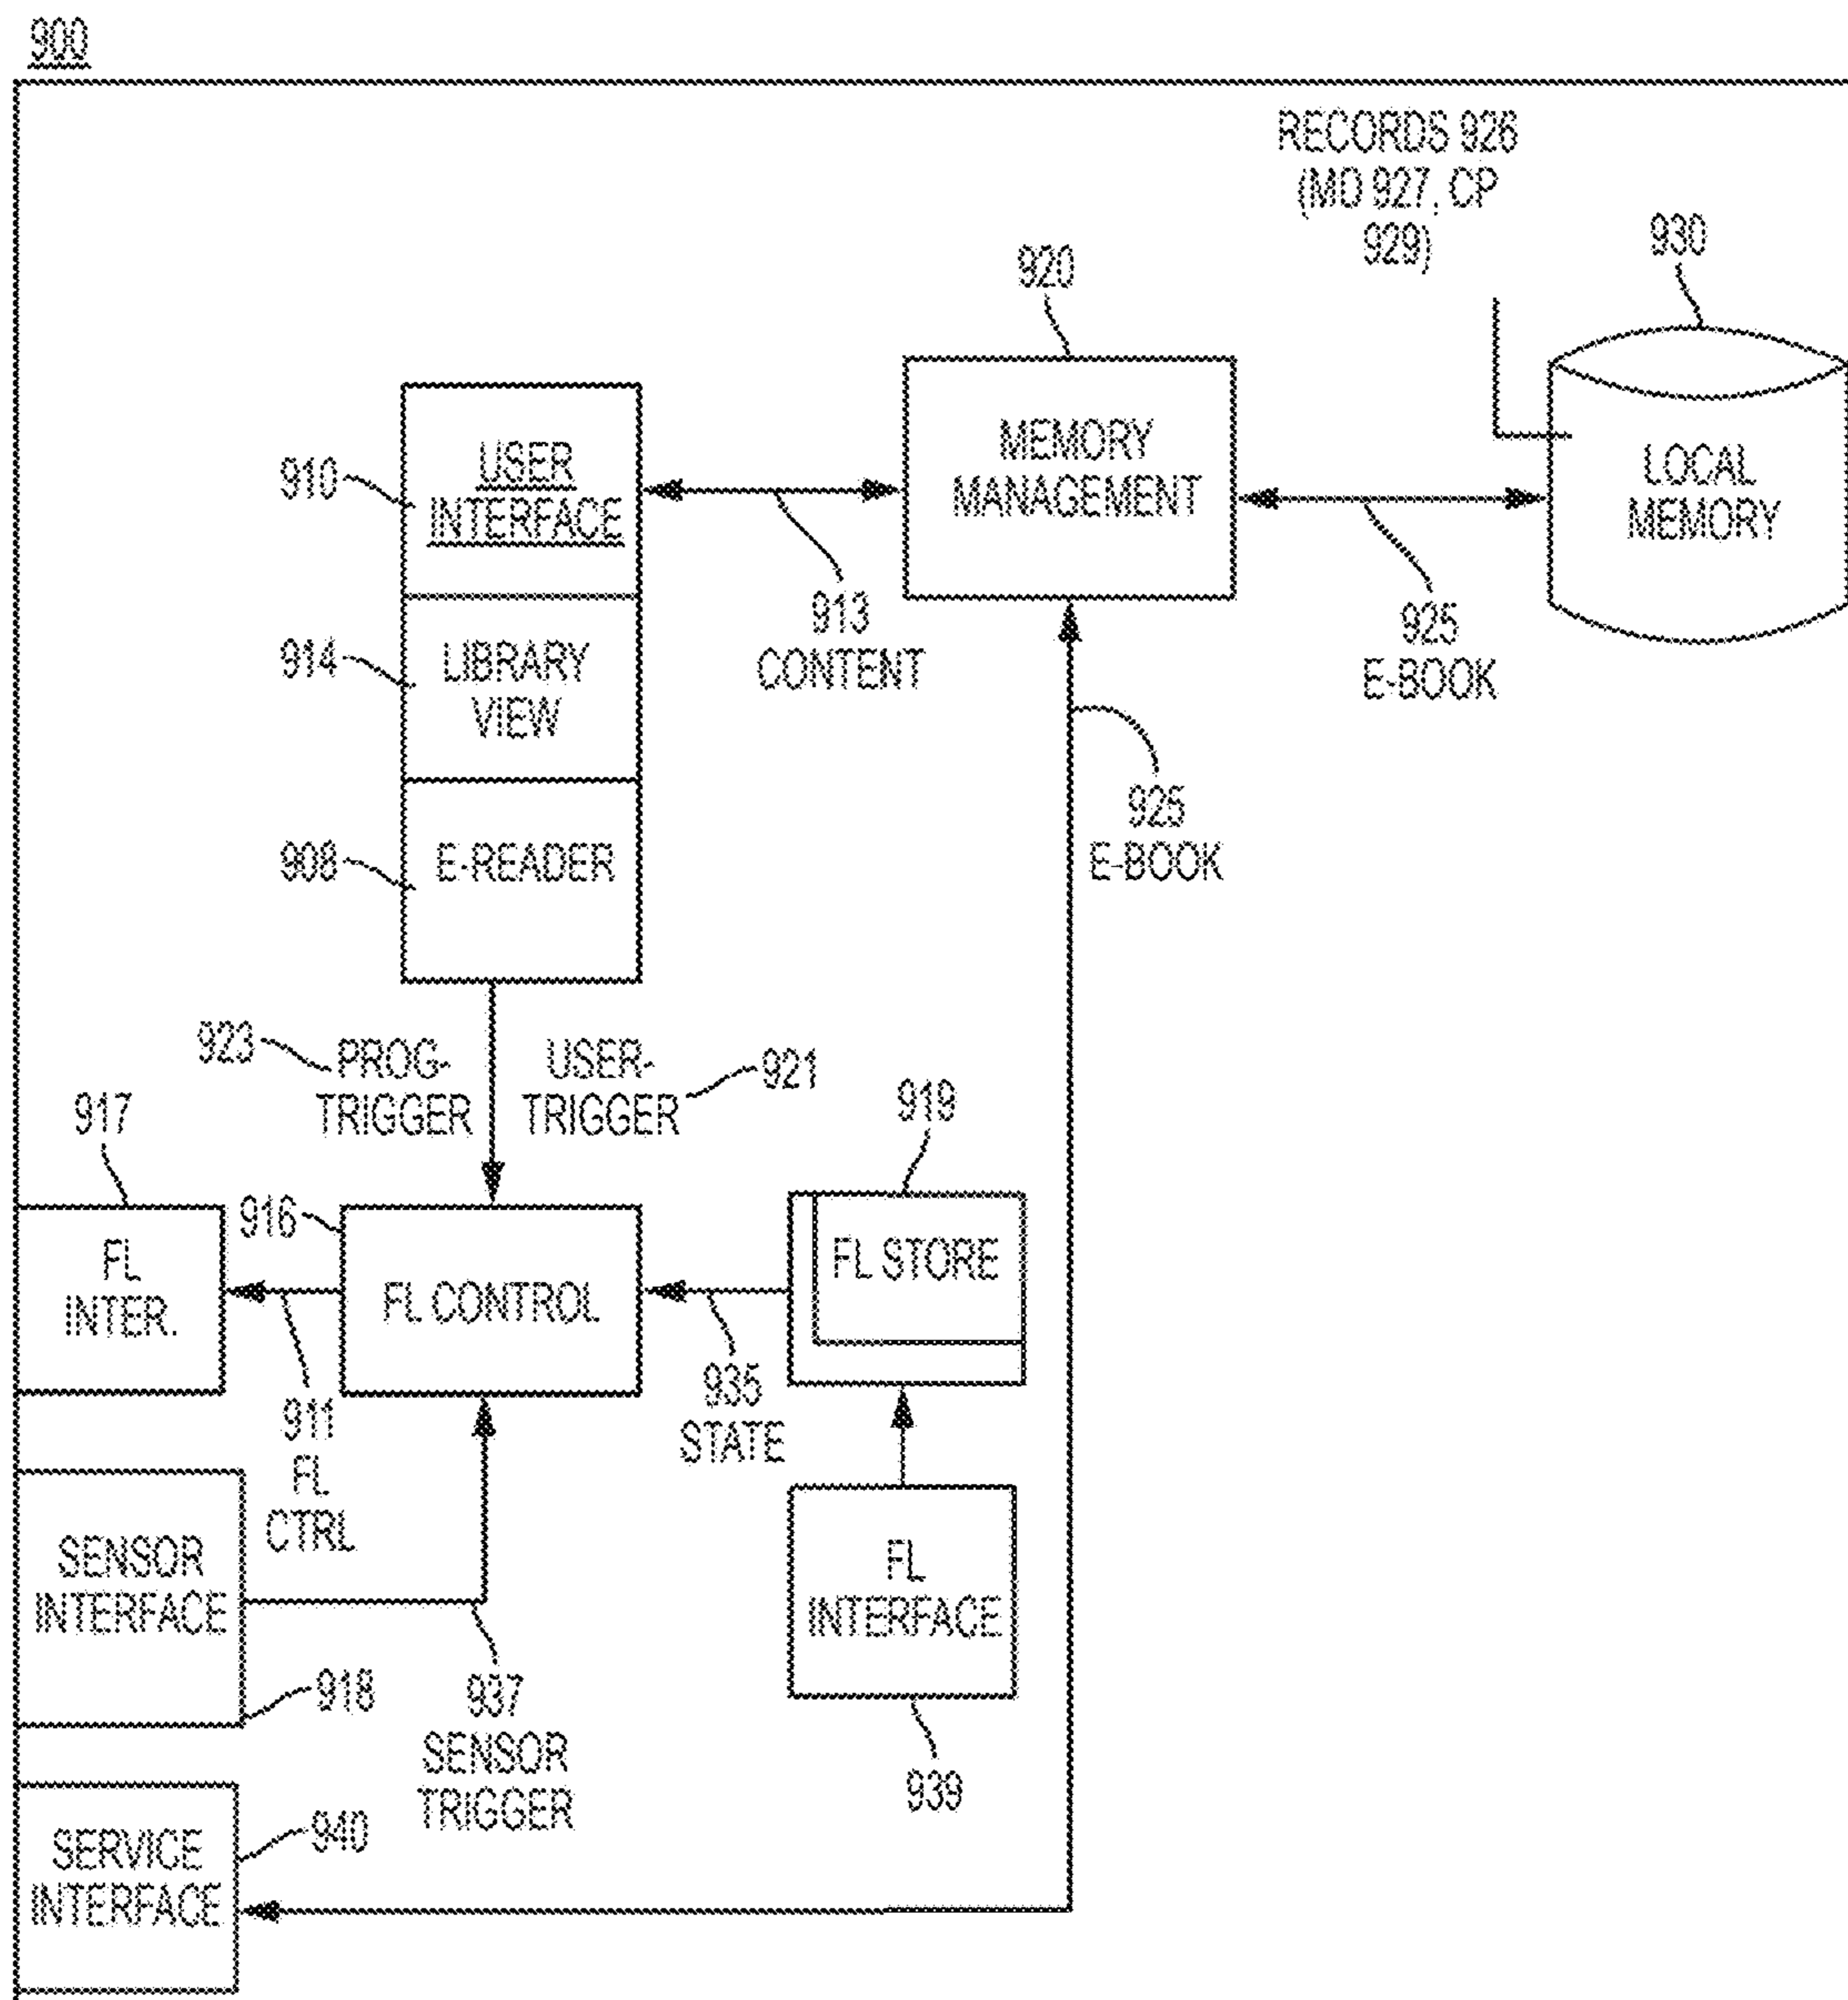 900
RECORDS 926
(MD 927, CP
929)
930
920
910
USER
INTERFACE
MEMORY
MANAGEMENT
LOCAL
MEMORY
913
CONTENT
925
E-BOOK
914
LIBRARY
VIEW
925
E-BOOK
908
E-READER
923
PROG-
TRIGGER
USER-
TRIGGER
921
919
917
916
FL
INTER.
FL CONTROL
FL STORE
911
FL
CTRL
935
STATE
SENSOR
INTERFACE
FL
INTERFACE
918
937
SENSOR
TRIGGER
939
940
SERVICE
INTERFACE